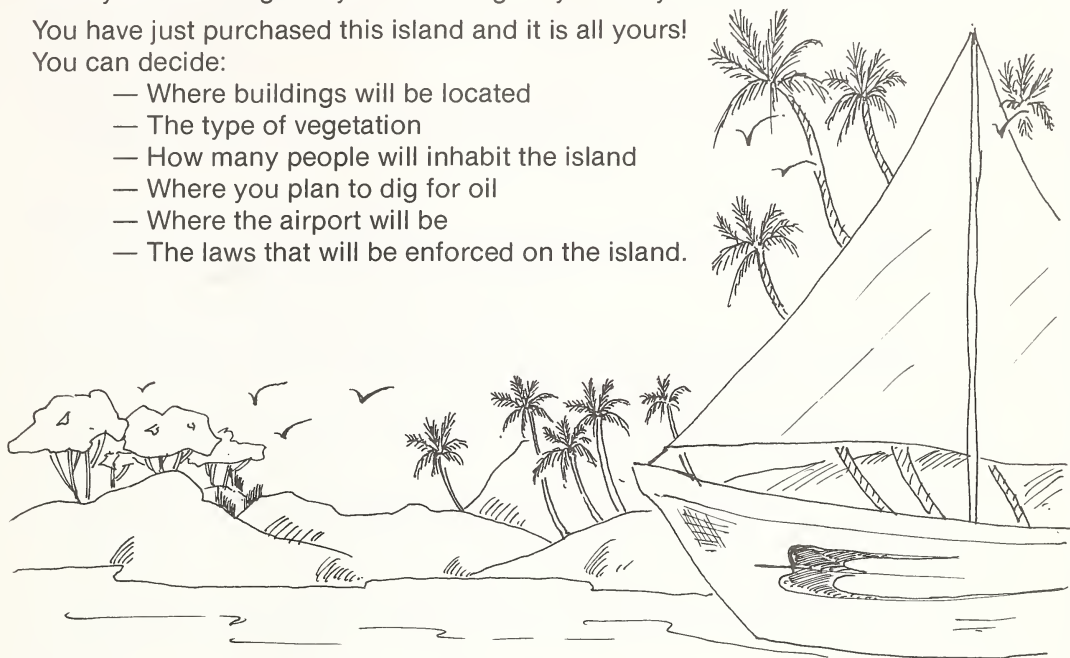 You have just purchased this island and it is all yours!
You can decide:
— Where buildings will be located
— The type of vegetation
— How many people will inhabit the island
— Where you plan to dig for oil
— Where the airport will be
— The laws that will be enforced on the island.